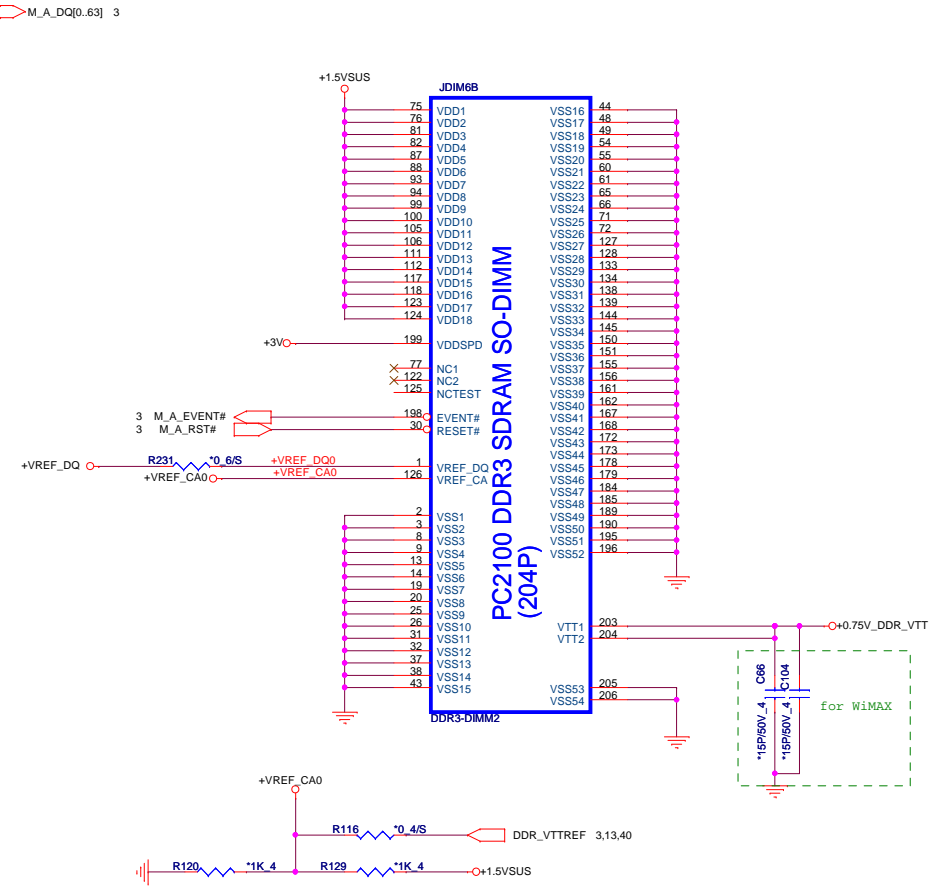 M_A_DQ[0..63] 3
+1.5VSUS
JDIM6B
75 VDD1 VSS16 44
76 VDD2 VSS17 48
81 VDD3 VSS18 49
82 VDD4 VSS19 54
87 VDD5 VSS20 55
88 VDD6 VSS21 60
93 VDD7 VSS22 61
94 VDD8 VSS23 65
99 VDD9 VSS24 66
100 VDD10 VSS25 71
105 VDD11 VSS26 72
106 VDD12 VSS27 127
111 VDD13 VSS28 128
112 VDD14 VSS29 133
117 VDD15 VSS30 134
118 VDD16 VSS31 138
123 VDD17 VSS32 139
124 VDD18 VSS33 144
VSS34 145
+3V 199 VDDSPD VSS35 150
VSS36 151
77 NC1 VSS37 155
122 NC2 VSS38 156
125 NCTEST VSS39 161
VSS40 162
3 M_A_EVENT# 198 EVENT# VSS41 167
3 M_A_RST# 30 RESET# VSS42 168
VSS43 172
VSS44 173
+VREF_DQ R231 *0_6/S +VREF_DQ0 1 VREF_DQ VSS45 178
+VREF_CA0 +VREF_CA0 126 VREF_CA VSS46 179
VSS47 184
VSS48 185
2 VSS1 VSS49 189
3 VSS2 VSS50 190
8 VSS3 VSS51 195
9 VSS4 VSS52 196
13 VSS5
14 VSS6
19 VSS7
20 VSS8
25 VSS9
26 VSS10 VTT1 203 +0.75V_DDR_VTT
31 VSS11 VTT2 204
32 VSS12
37 VSS13
38 VSS14
43 VSS15 VSS53 205
VSS54 206
PC2100 DDR3 SDRAM SO-DIMM
(204P)
DDR3-DIMM2
C66
*15P/50V_4
C104
*15P/50V_4
for WiMAX
+VREF_CA0
R116 *0_4/S DDR_VTTREF 3,13,40
R120 *1K_4 R129 *1K_4 +1.5VSUS